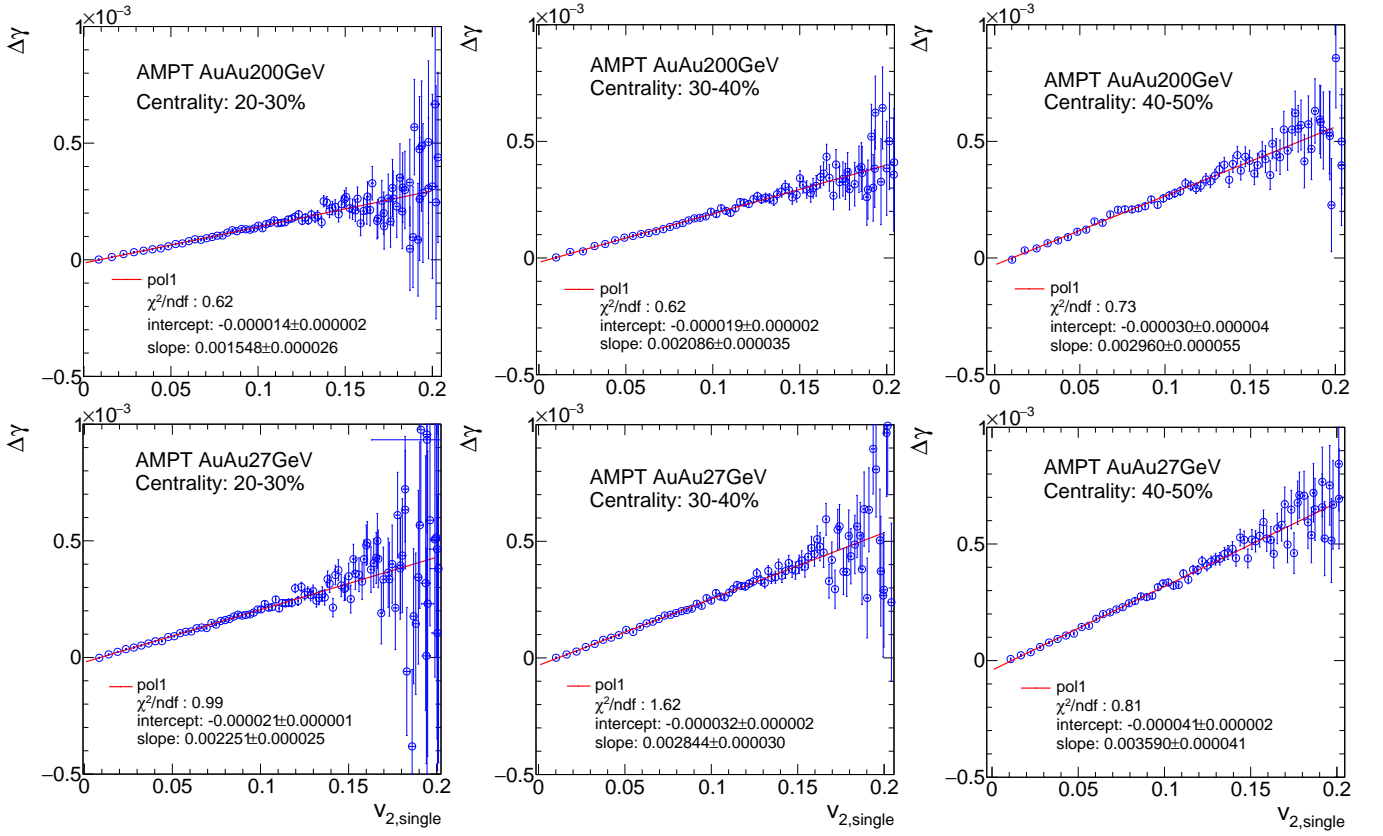 Δγ
1×10⁻³
0.5
0
−0.5
AMPT AuAu200GeV
Centrality: 20-30%
pol1
χ²/ndf : 0.62
intercept: -0.000014±0.000002
slope: 0.001548±0.000026
0 0.05 0.1 0.15 0.2
Δγ
1×10⁻³
0.5
0
−0.5
AMPT AuAu200GeV
Centrality: 30-40%
pol1
χ²/ndf : 0.62
intercept: -0.000019±0.000002
slope: 0.002086±0.000035
0 0.05 0.1 0.15 0.2
Δγ
1×10⁻³
0.5
0
−0.5
AMPT AuAu200GeV
Centrality: 40-50%
pol1
χ²/ndf : 0.73
intercept: -0.000030±0.000004
slope: 0.002960±0.000055
0 0.05 0.1 0.15 0.2
Δγ
1×10⁻³
0.5
0
−0.5
AMPT AuAu27GeV
Centrality: 20-30%
pol1
χ²/ndf : 0.99
intercept: -0.000021±0.000001
slope: 0.002251±0.000025
0 0.05 0.1 0.15 0.2
v2,single
Δγ
1×10⁻³
0.5
0
−0.5
AMPT AuAu27GeV
Centrality: 30-40%
pol1
χ²/ndf : 1.62
intercept: -0.000032±0.000002
slope: 0.002844±0.000030
0 0.05 0.1 0.15 0.2
v2,single
Δγ
1×10⁻³
0.5
0
−0.5
AMPT AuAu27GeV
Centrality: 40-50%
pol1
χ²/ndf : 0.81
intercept: -0.000041±0.000002
slope: 0.003590±0.000041
0 0.05 0.1 0.15 0.2
v2,single